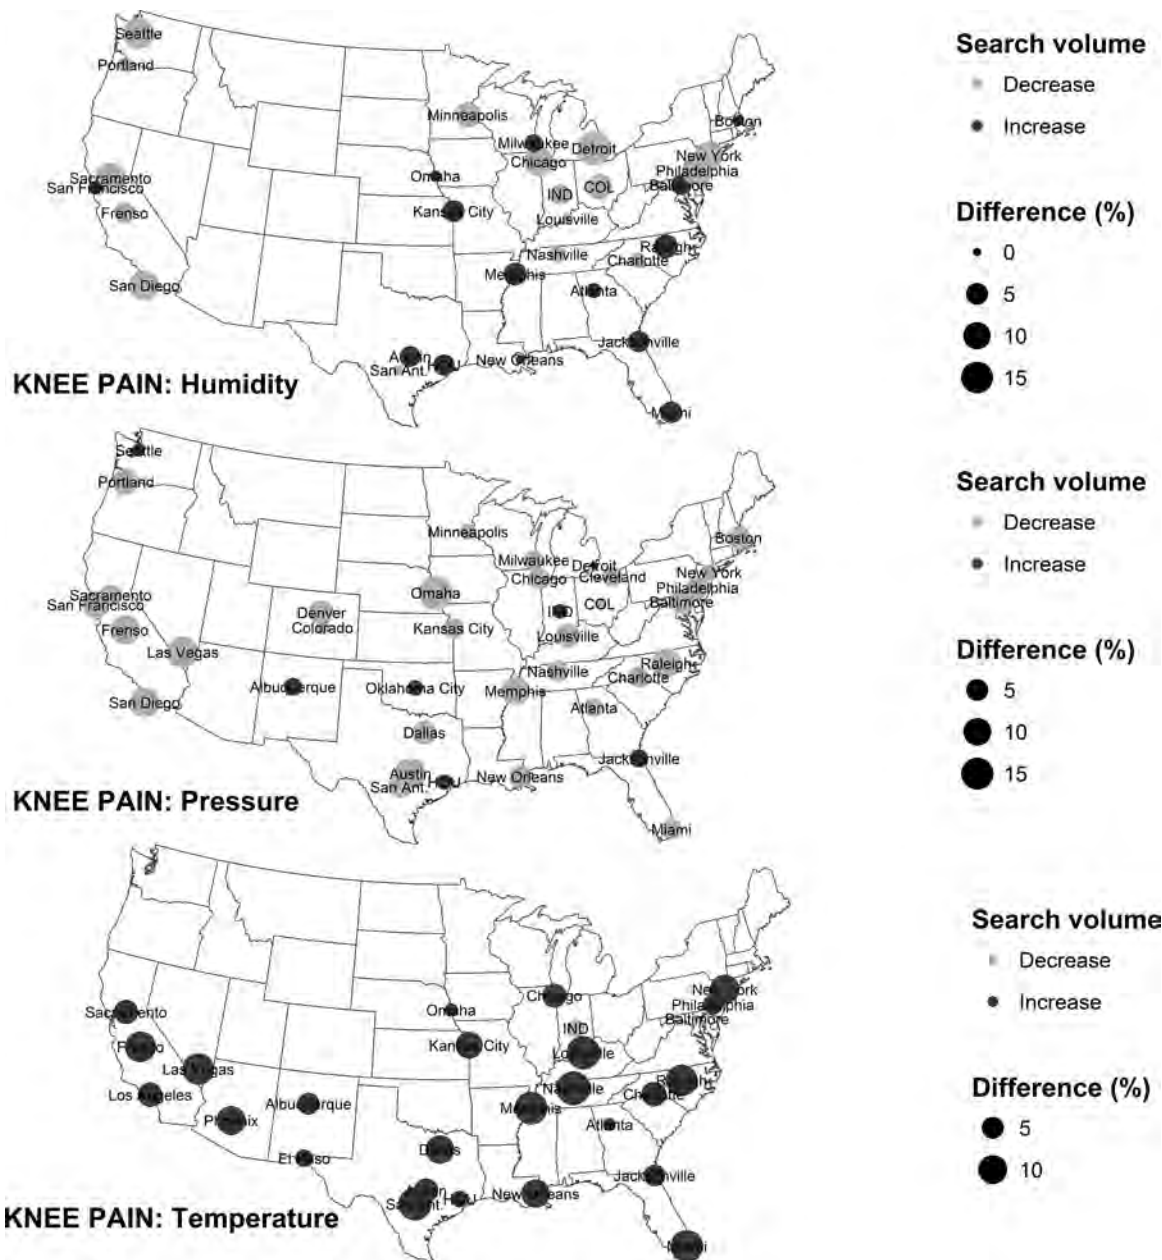 Seattle
Portland
Minneapolis
Milwaukee
Chicago
Detroit
Boston
New York
Philadelphia
Baltimore
Sacramento
San Francisco
Frenso
San Diego
Omaha
Kansas City
IND
COL
Louisville
Nashville
Memphis
Raleigh
Charlotte
Atlanta
Jacksonville
Austin
San Ant.
HOU
New Orleans
Miami
KNEE PAIN: Humidity
Search volume
Decrease
Increase
Difference (%)
0
5
10
15
Seattle
Portland
Minneapolis
Milwaukee
Chicago
Detroit
Cleveland
Boston
New York
Philadelphia
Baltimore
Sacramento
San Francisco
Frenso
Las Vegas
San Diego
Denver
Colorado
Omaha
Kansas City
IND
COL
Louisville
Nashville
Memphis
Raleigh
Charlotte
Atlanta
Albuquerque
Oklahoma City
Dallas
Austin
San Ant.
HOU
New Orleans
Jacksonville
Miami
KNEE PAIN: Pressure
Search volume
Decrease
Increase
Difference (%)
5
10
15
Sacramento
Las Vegas
Los Angeles
Phoenix
Albuquerque
El Paso
Omaha
Kansas City
Chicago
IND
Louisville
Nashville
Memphis
New York
Philadelphia
Baltimore
Raleigh
Charlotte
Atlanta
Dallas
Austin
San Ant.
HOU
New Orleans
Jacksonville
Miami
KNEE PAIN: Temperature
Search volume
Decrease
Increase
Difference (%)
5
10